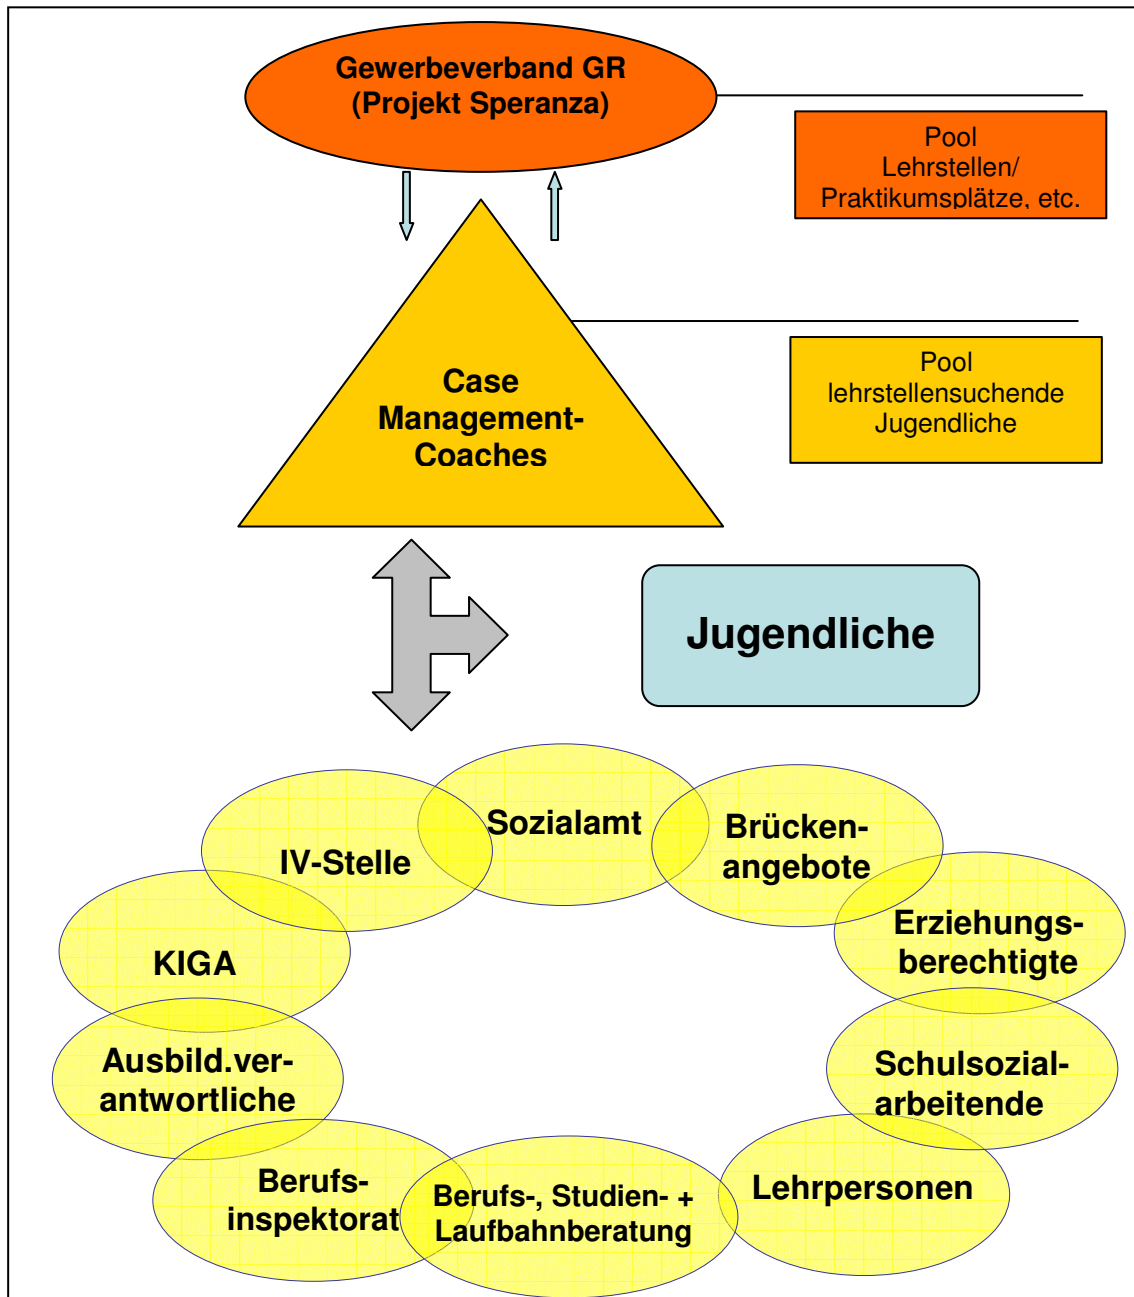 Gewerbeverband GR
(Projekt Speranza)
Pool
Lehrstellen/
Praktikumsplätze, etc.
Case
Management-
Coaches
Pool
lehrstellensuchende
Jugendliche
Jugendliche
Sozialamt
Brücken-
angebote
IV-Stelle
Erziehungs-
berechtigte
KIGA
Ausbild.ver-
antwortliche
Schulsozial-
arbeitende
Berufs-
inspektorat
Berufs-, Studien- +
Laufbahnberatung
Lehrpersonen